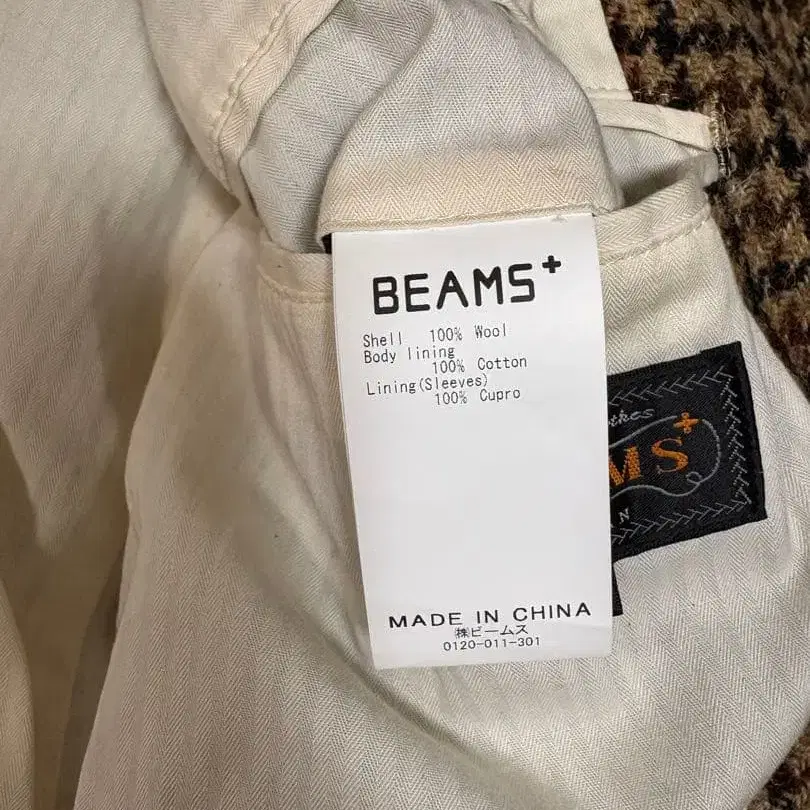 BEAMS+
Shell 100% Wool
Body lining
100% Cotton
Lining(Sleeves)
100% Cupro
MADE IN CHINA
㈱ビームス
0120-011-301
MS+
N